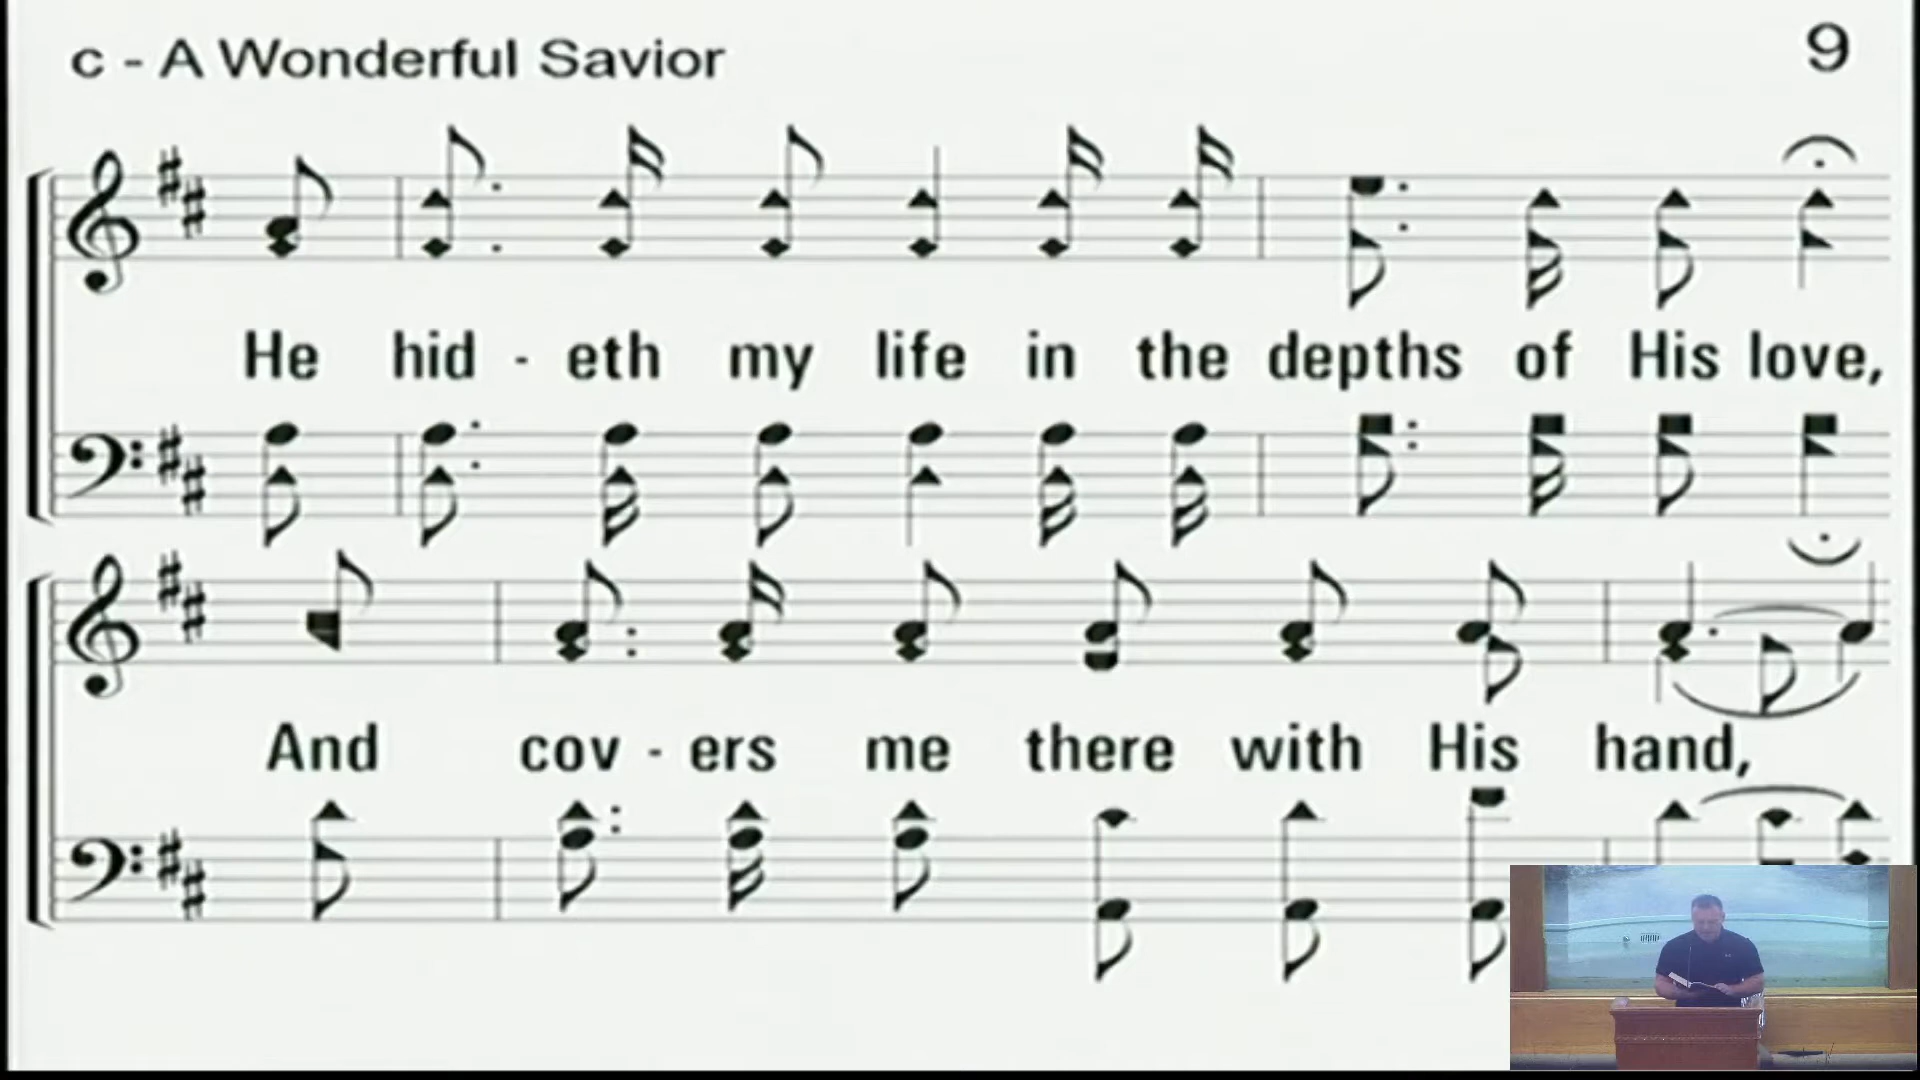 c - A Wonderful Savior
9
He hid - eth my life in the depths of His love,
And cov - ers me there with His hand,